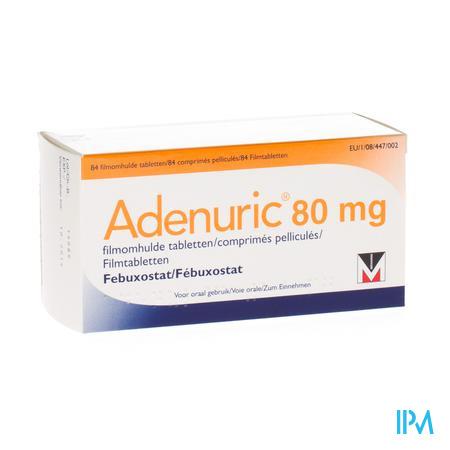 84 filmomhulde tabletten/84 comprimés pelliculés/84 Filmtabletten
EU/1/08/447/002
Adenuric® 80 mg
filmomhulde tabletten/comprimés pelliculés/
Filmtabletten
Febuxostat/Fébuxostat
Voor oraal gebruik/Voie orale/Zum Einnehmen
IPM